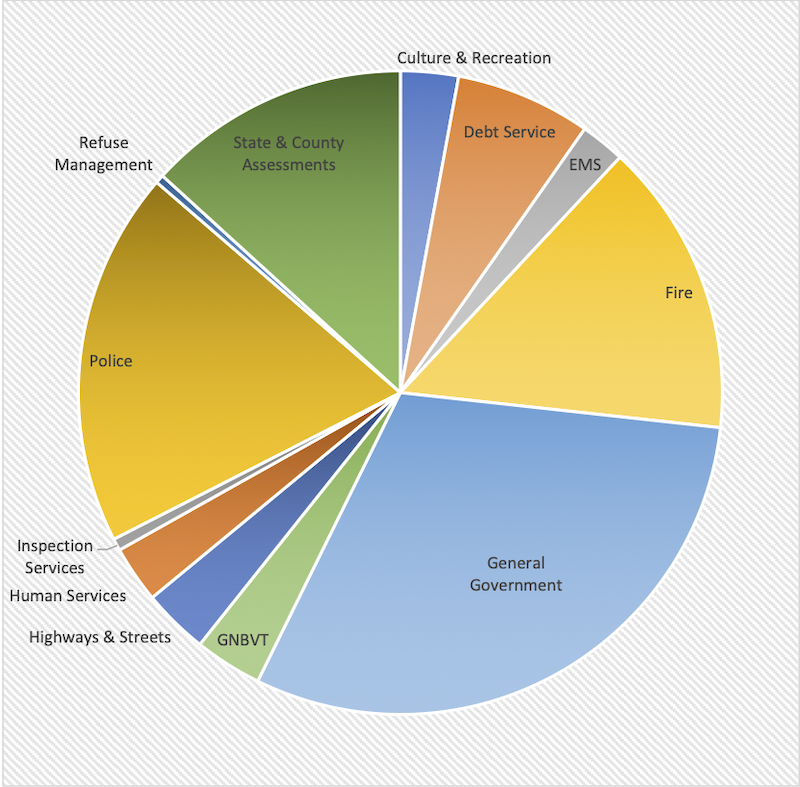 Culture & Recreation
Debt Service
EMS
Fire
General
Government
GNBVT
Highways & Streets
Human Services
Inspection
Services
Police
Refuse
Management
State & County
Assessments